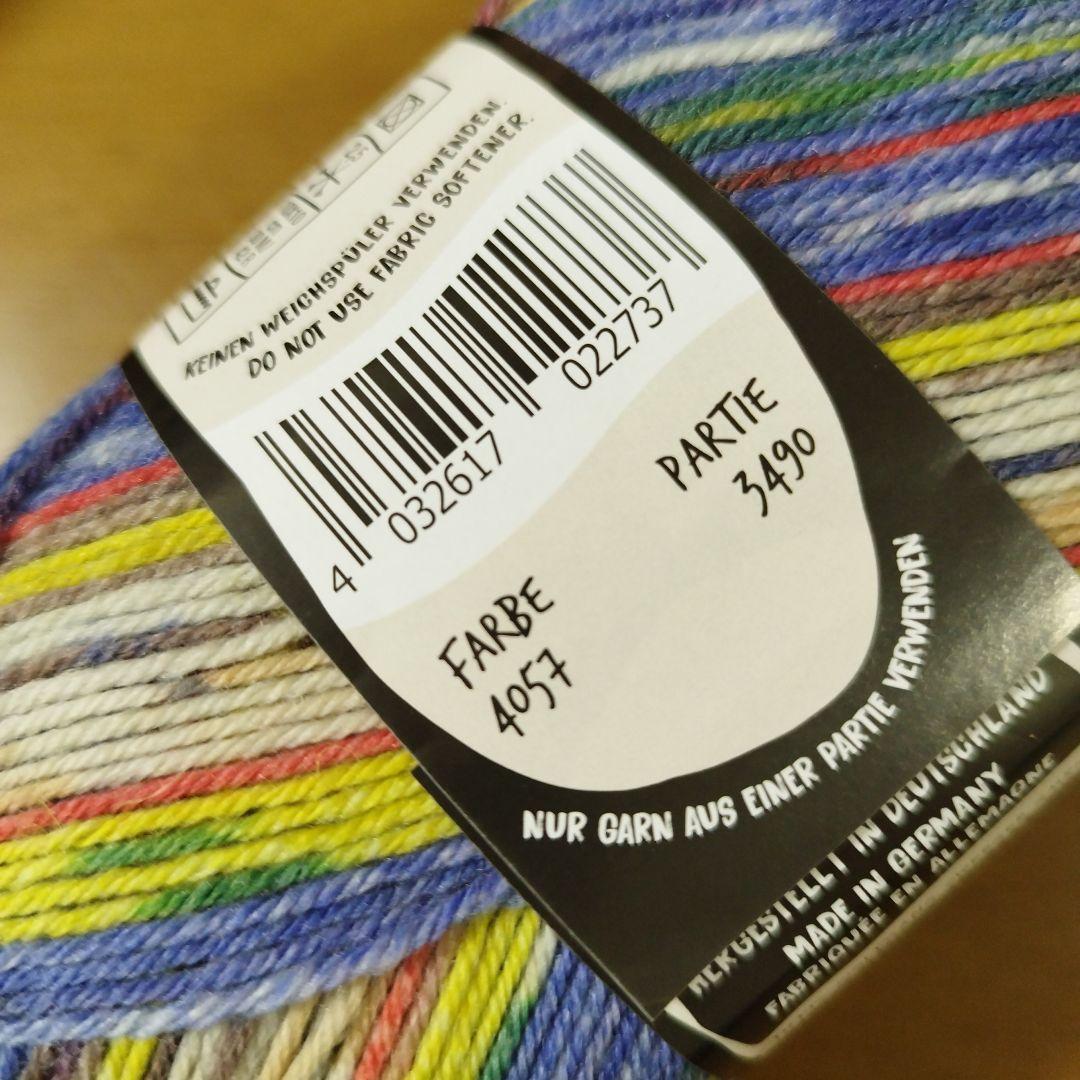 KEINEN WEICHSPÜLER VERWENDEN.
DO NOT USE FABRIC SOFTENER.
4 032617 022737
PARTIE
3490
FARBE
4057
NUR GARN AUS EINER PARTIE VERWENDEN
HERGESTELLT IN DEUTSCHLAND
MADE IN GERMANY
FABRIQUÉE EN ALLEMAGNE